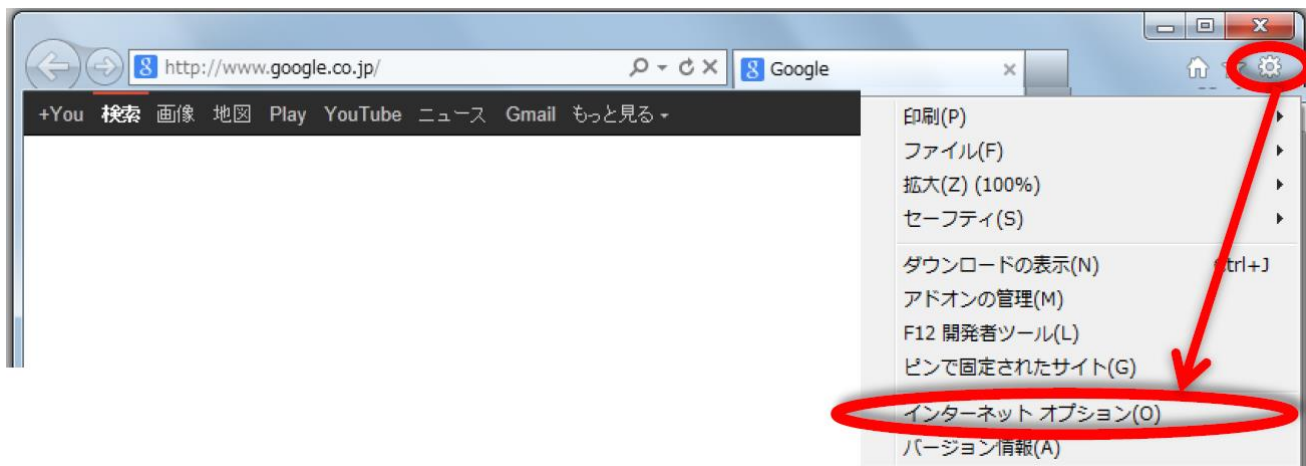 http://www.google.co.jp/
Google
+You 検索 画像 地図 Play YouTube ニュース Gmail もっと見る
印刷(P)
ファイル(F)
拡大(Z) (100%)
セーフティ(S)
ダウンロードの表示(N) Ctrl+J
アドオンの管理(M)
F12 開発者ツール(L)
ピンで固定されたサイト(G)
インターネット オプション(O)
バージョン情報(A)